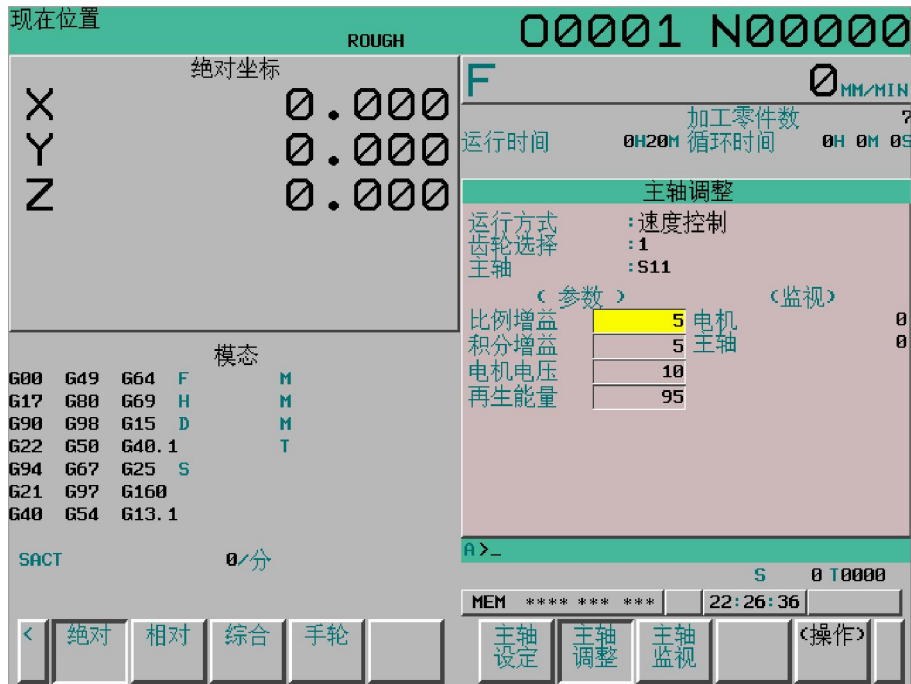 现在位置
ROUGH
O0001 N00000
绝对坐标
X 0.000
Y 0.000
Z 0.000
F 0 MM/MIN
加工零件数 7
运行时间 0H20M 循环时间 0H 0M 0S
主轴调整
运行方式 :速度控制
齿轮选择 :1
主轴 :S11
(参数) (监视)
比例增益 5 电机 0
积分增益 5 主轴 0
电机电压 10
再生能量 95
模态
G00 G49 G64 F M
G17 G80 G69 H M
G90 G98 G15 D M
G22 G50 G40.1 T
G94 G67 G25 S
G21 G97 G160
G40 G54 G13.1
SACT 0/分
A>_
S 0 T0000
MEM **** *** *** 22:26:36
< 绝对 相对 综合 手轮
主轴设定 主轴调整 主轴监视 (操作)